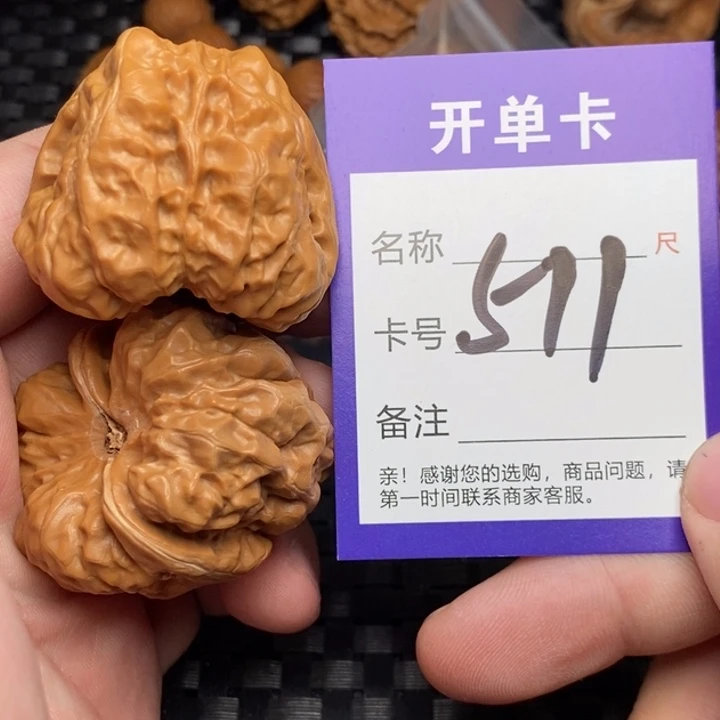 开单卡
名称 尺
卡号 511
备注
亲！感谢您的选购，商品问题，请
第一时间联系商家客服。